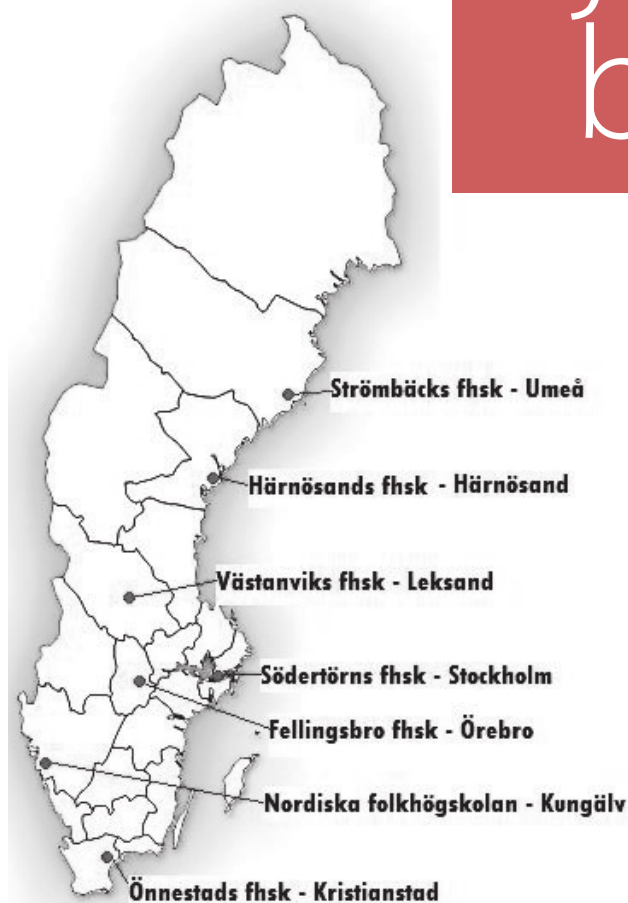 b
Strömbäcks fhsk - Umeå
Härnösands fhsk - Härnösand
Västanviks fhsk - Leksand
Södertörns fhsk - Stockholm
Fellingsbro fhsk - Örebro
Nordiska folkhögskolan - Kungälv
Önnestads fhsk - Kristianstad